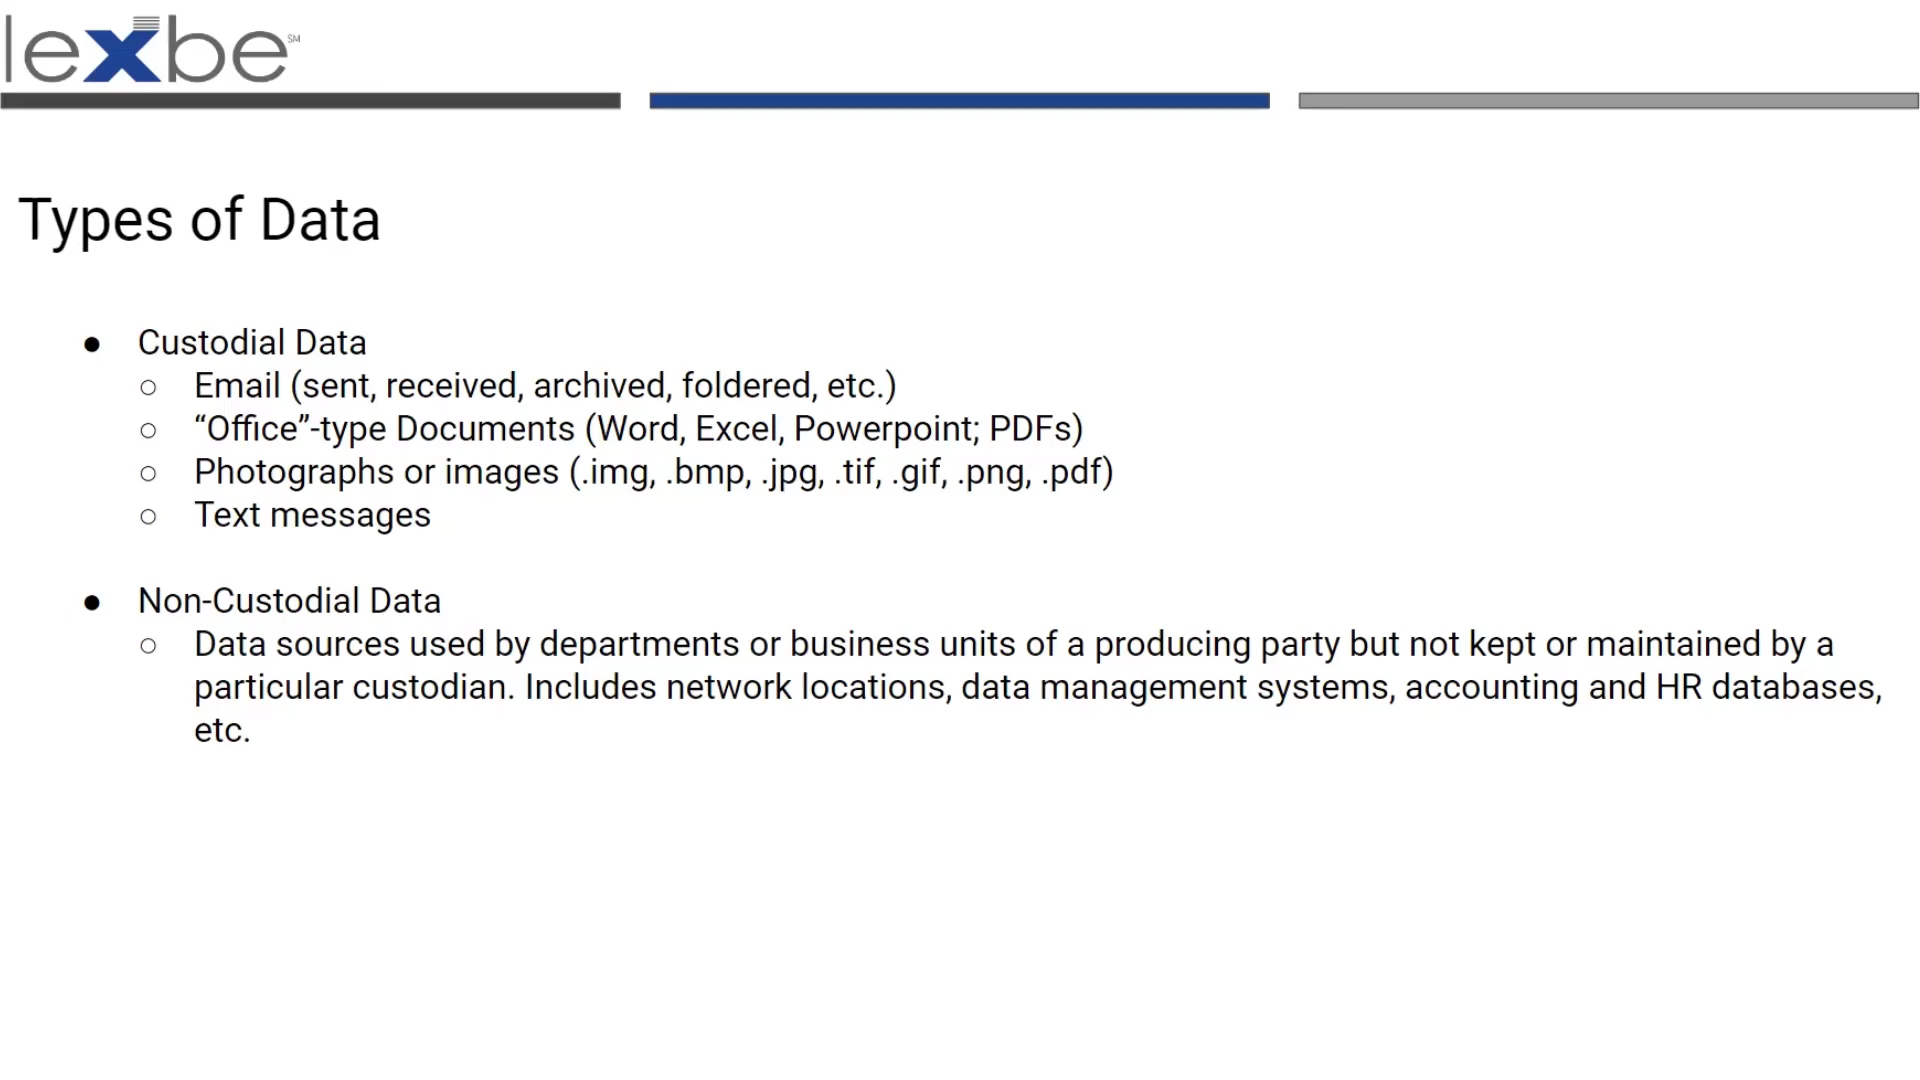 lexbe SM
Types of Data
● Custodial Data
○ Email (sent, received, archived, foldered, etc.)
○ “Office”-type Documents (Word, Excel, Powerpoint; PDFs)
○ Photographs or images (.img, .bmp, .jpg, .tif, .gif, .png, .pdf)
○ Text messages
● Non-Custodial Data
○ Data sources used by departments or business units of a producing party but not kept or maintained by a
particular custodian. Includes network locations, data management systems, accounting and HR databases,
etc.